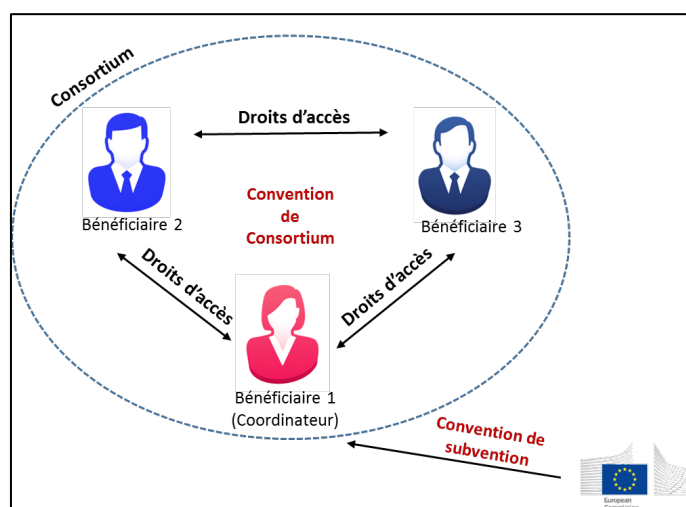 Consortium
Droits d'accès
Bénéficiaire 2
Bénéficiaire 3
Convention
de
Consortium
Droits d'accès
Droits d'accès
Bénéficiaire 1
(Coordinateur)
Convention de
subvention
European